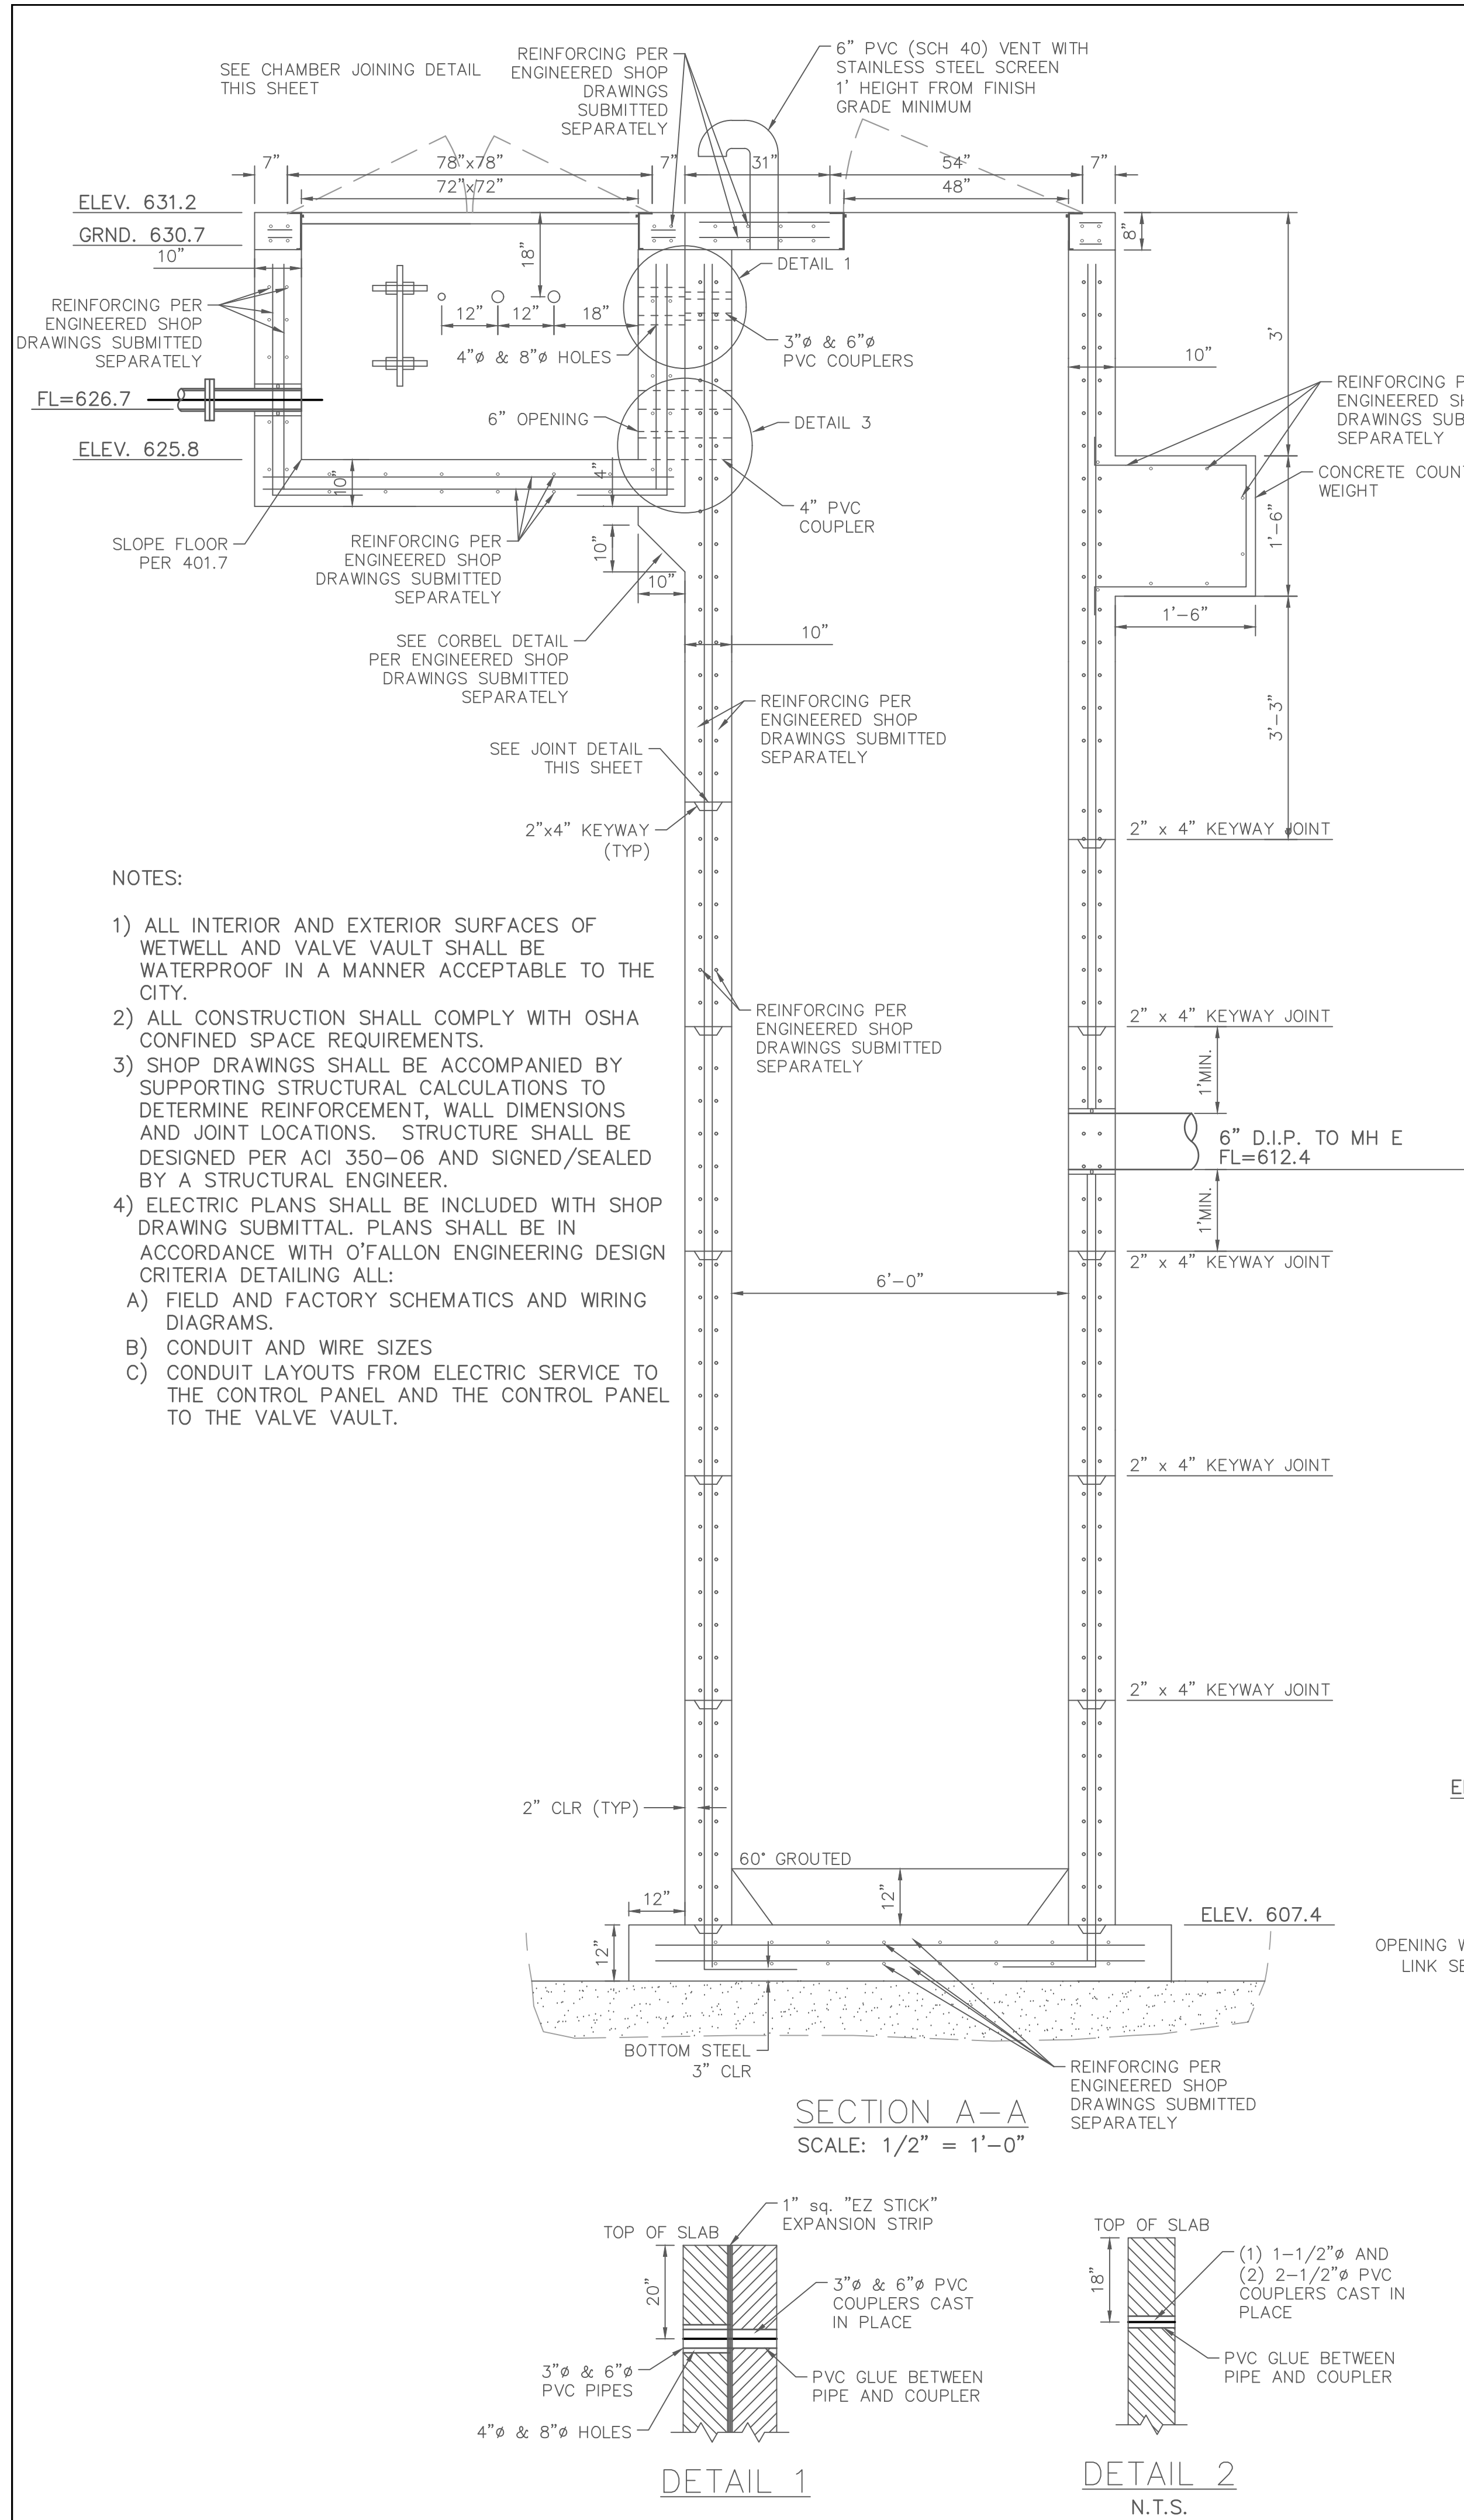 SEE CHAMBER JOINING DETAIL
THIS SHEET
REINFORCING PER
ENGINEERED SHOP
DRAWINGS
SUBMITTED
SEPARATELY
6" PVC (SCH 40) VENT WITH
STAINLESS STEEL SCREEN
1' HEIGHT FROM FINISH
GRADE MINIMUM
7"
78"x78"
7"
31"
54"
7"
72"x72"
48"
ELEV. 631.2
GRND. 630.7
10"
18"
8"
DETAIL 1
REINFORCING PER
ENGINEERED SHOP
DRAWINGS SUBMITTED
SEPARATELY
12"
12"
18"
4"ø & 8"ø HOLES
3"ø & 6"ø
PVC COUPLERS
3'
10"
REINFORCING
ENGINEERED
DRAWINGS
SEPARATELY
FL=626.7
6" OPENING
DETAIL 3
ELEV. 625.8
10"
4"
CONCRETE
WEIGHT
4" PVC
COUPLER
1'-6"
SLOPE FLOOR
PER 401.7
REINFORCING PER
ENGINEERED SHOP
DRAWINGS SUBMITTED
SEPARATELY
10"
10"
1'-6"
SEE CORBEL DETAIL
PER ENGINEERED SHOP
DRAWINGS SUBMITTED
SEPARATELY
10"
REINFORCING PER
ENGINEERED SHOP
DRAWINGS SUBMITTED
SEPARATELY
3'-3"
SEE JOINT DETAIL
THIS SHEET
2"x4" KEYWAY
(TYP)
2" x 4" KEYWAY JOINT
NOTES:
1) ALL INTERIOR AND EXTERIOR SURFACES OF
WETWELL AND VALVE VAULT SHALL BE
WATERPROOF IN A MANNER ACCEPTABLE TO THE
CITY.
2) ALL CONSTRUCTION SHALL COMPLY WITH OSHA
CONFINED SPACE REQUIREMENTS.
3) SHOP DRAWINGS SHALL BE ACCOMPANIED BY
SUPPORTING STRUCTURAL CALCULATIONS TO
DETERMINE REINFORCEMENT, WALL DIMENSIONS
AND JOINT LOCATIONS. STRUCTURE SHALL BE
DESIGNED PER ACI 350-06 AND SIGNED/SEALED
BY A STRUCTURAL ENGINEER.
4) ELECTRIC PLANS SHALL BE INCLUDED WITH SHOP
DRAWING SUBMITTAL. PLANS SHALL BE IN
ACCORDANCE WITH O'FALLON ENGINEERING DESIGN
CRITERIA DETAILING ALL:
A) FIELD AND FACTORY SCHEMATICS AND WIRING
DIAGRAMS.
B) CONDUIT AND WIRE SIZES
C) CONDUIT LAYOUTS FROM ELECTRIC SERVICE TO
THE CONTROL PANEL AND THE CONTROL PANEL
TO THE VALVE VAULT.
REINFORCING PER
ENGINEERED SHOP
DRAWINGS SUBMITTED
SEPARATELY
2" x 4" KEYWAY JOINT
1'MIN.
6" D.I.P. TO MH E
FL=612.4
1'MIN.
2" x 4" KEYWAY JOINT
6'-0"
2" x 4" KEYWAY JOINT
2" x 4" KEYWAY JOINT
2" CLR (TYP)
60° GROUTED
12"
12"
12"
ELEV. 607.4
OPENING
LINK
BOTTOM STEEL
3" CLR
REINFORCING PER
ENGINEERED SHOP
DRAWINGS SUBMITTED
SEPARATELY
SECTION A-A
SCALE: 1/2" = 1'-0"
1" sq. "EZ STICK"
EXPANSION STRIP
TOP OF SLAB
20"
3"ø & 6"ø PVC
COUPLERS CAST
IN PLACE
3"ø & 6"ø
PVC PIPES
PVC GLUE BETWEEN
PIPE AND COUPLER
4"ø & 8"ø HOLES
DETAIL 1
TOP OF SLAB
18"
(1) 1-1/2"ø AND
(2) 2-1/2"ø PVC
COUPLERS CAST IN
PLACE
PVC GLUE BETWEEN
PIPE AND COUPLER
DETAIL 2
N.T.S.